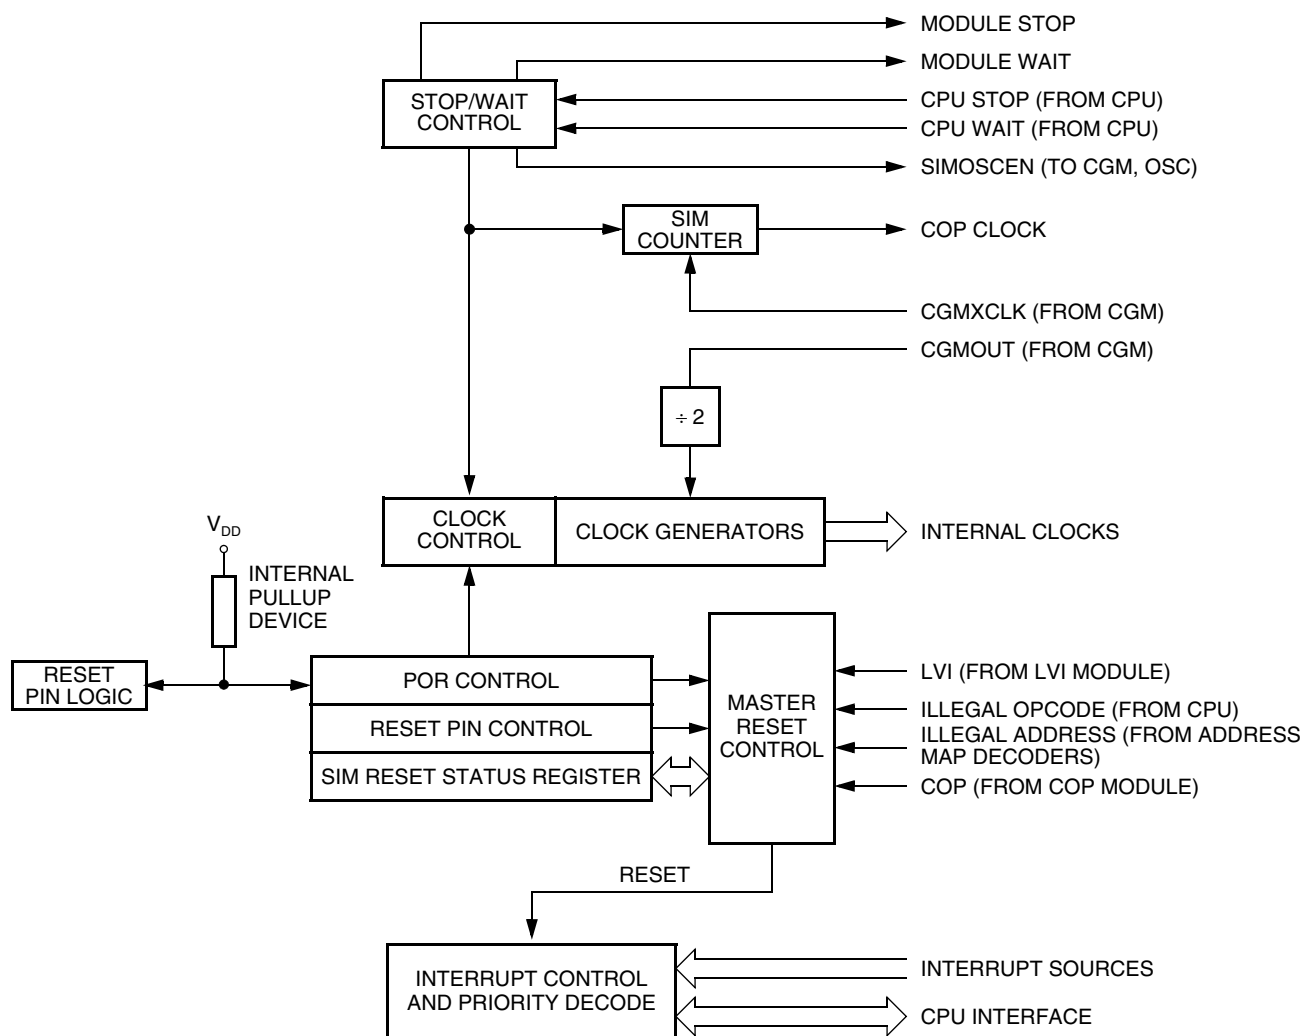 MODULE STOP
MODULE WAIT
STOP/WAIT
CONTROL
CPU STOP (FROM CPU)
CPU WAIT (FROM CPU)
SIMOSCEN (TO CGM, OSC)
SIM
COUNTER
COP CLOCK
CGMXCLK (FROM CGM)
CGMOUT (FROM CGM)
÷ 2
CLOCK
CONTROL
CLOCK GENERATORS
INTERNAL CLOCKS
VDD
INTERNAL
PULLUP
DEVICE
RESET
PIN LOGIC
POR CONTROL
RESET PIN CONTROL
SIM RESET STATUS REGISTER
MASTER
RESET
CONTROL
LVI (FROM LVI MODULE)
ILLEGAL OPCODE (FROM CPU)
ILLEGAL ADDRESS (FROM ADDRESS
MAP DECODERS)
COP (FROM COP MODULE)
RESET
INTERRUPT CONTROL
AND PRIORITY DECODE
INTERRUPT SOURCES
CPU INTERFACE